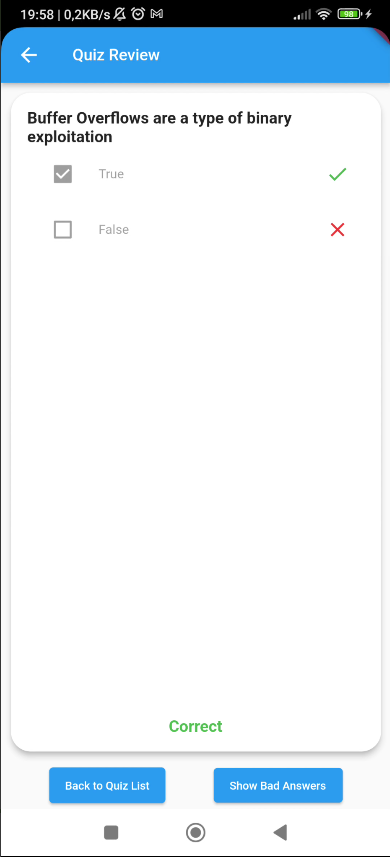 19:58 | 0,2KB/s
98
Quiz Review
Buffer Overflows are a type of binary
exploitation
True
False
Correct
Back to Quiz List
Show Bad Answers